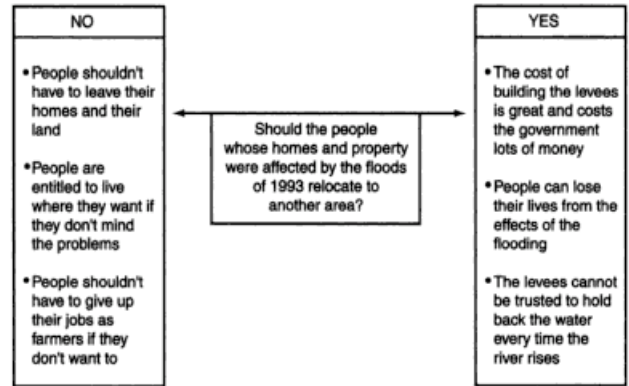 NO
• People shouldn't
have to leave their
homes and their
land
• People are
entitled to live
where they want if
they don't mind
the problems
• People shouldn't
have to give up
their jobs as
farmers if they
don't want to
Should the people
whose homes and property
were affected by the floods
of 1993 relocate to
another area?
YES
• The cost of
building the levees
is great and costs
the government
lots of money
• People can lose
their lives from the
effects of the
flooding
• The levees cannot
be trusted to hold
back the water
every time the
river rises